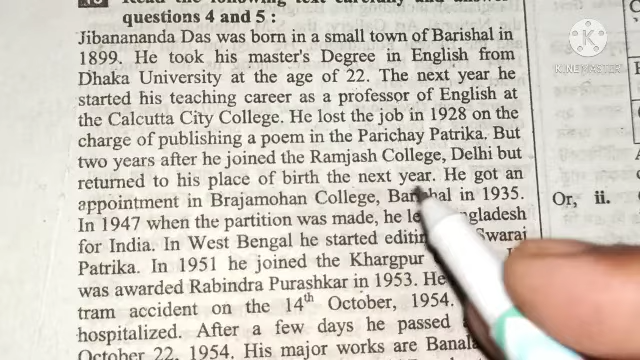 Read the following text carefully and answer
questions 4 and 5 :
Jibanananda Das was born in a small town of Barishal in
1899. He took his master's Degree in English from
Dhaka University at the age of 22. The next year he
started his teaching career as a professor of English at
the Calcutta City College. He lost the job in 1928 on the
charge of publishing a poem in the Parichay Patrika. But
two years after he joined the Ramjash College, Delhi but
returned to his place of birth the next year. He got an
appointment in Brajamohan College, Barishal in 1935.
In 1947 when the partition was made, he
for India. In West Bengal he started Swaraj
Patrika. In 1951 he joined the Khargpur
was awarded Rabindra Purashkar in 1953. He
tram accident on the 14th October, 1954.
hospitalized. After a few days he passed
October 22, 1954. His major works are
Or, ii.
KINEMASTER